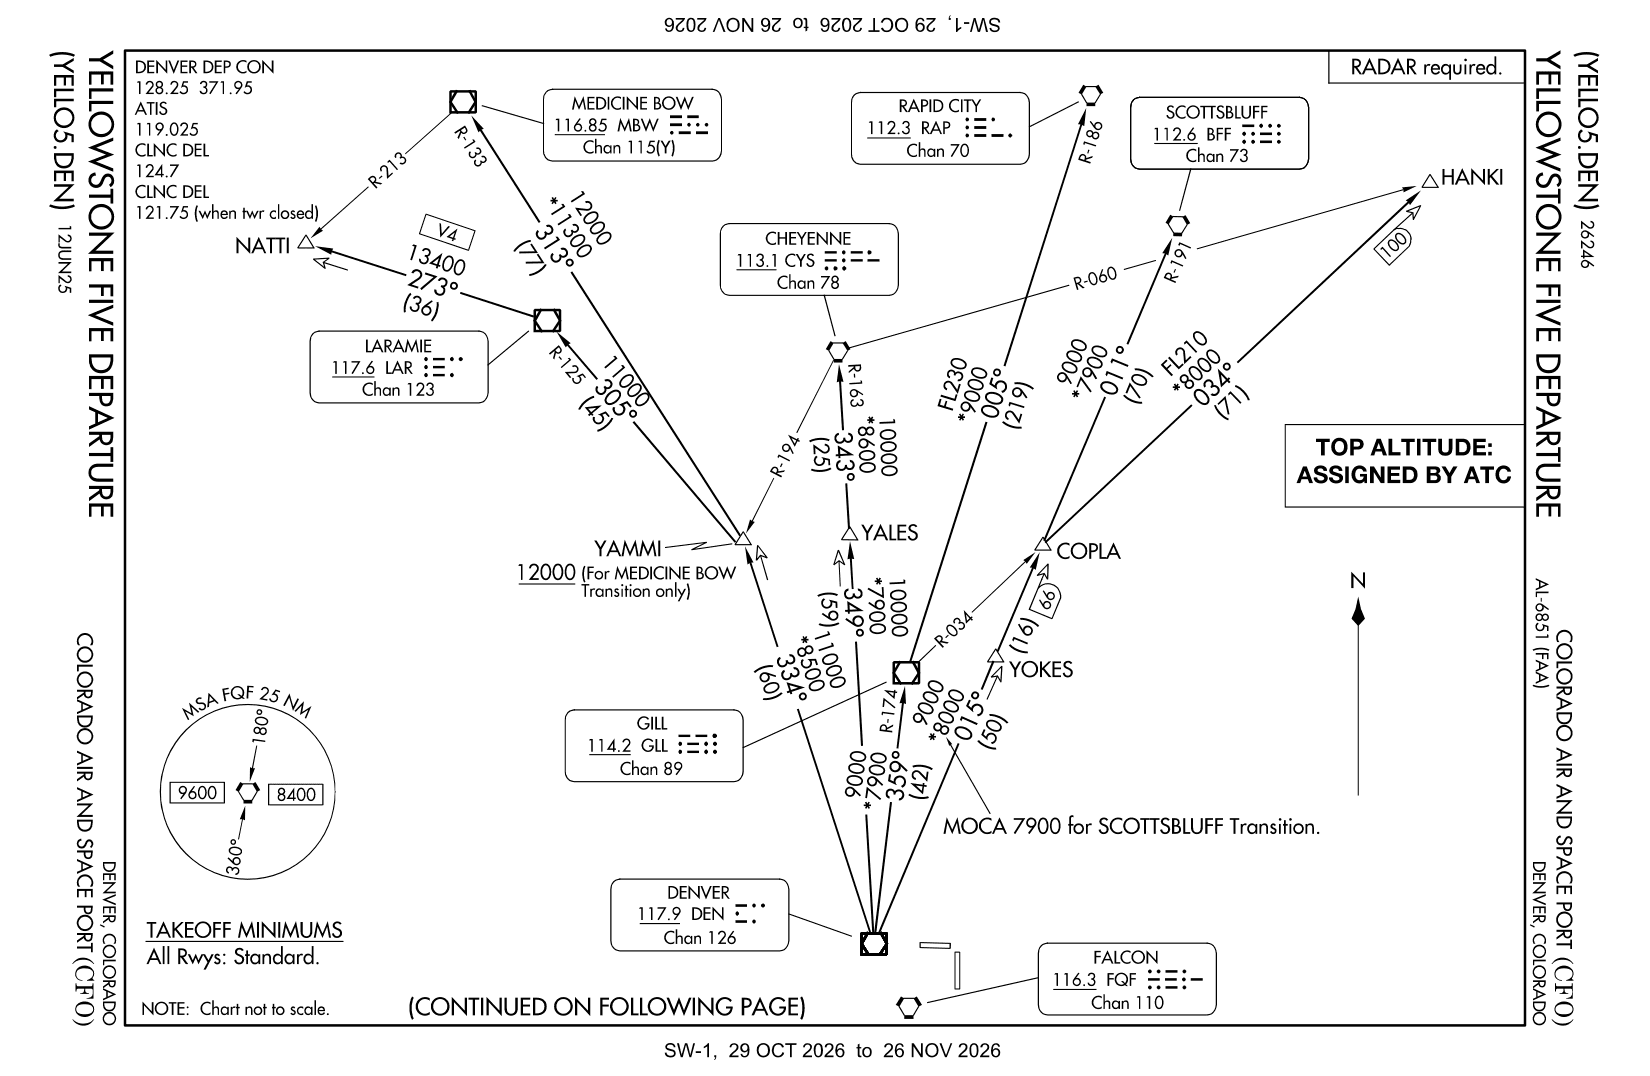 SW-1, 29 OCT 2026 to 26 NOV 2026
(YELLO5.DEN) 12JUN25
YELLOWSTONE FIVE DEPARTURE
COLORADO AIR AND SPACE PORT (CFO)
DENVER, COLORADO
DENVER DEP CON
128.25 371.95
ATIS
119.025
CLNC DEL
124.7
CLNC DEL
121.75 (when twr closed)
RADAR required.
MEDICINE BOW
116.85 MBW
Chan 115(Y)
RAPID CITY
112.3 RAP
Chan 70
SCOTTSBLUFF
112.6 BFF
Chan 73
HANKI
R-133
R-213
R-186
NATTI
V4
13400
273°
(36)
12000
*11300
313°
(77)
CHEYENNE
113.1 CYS
Chan 78
R-060
R-191
100
LARAMIE
117.6 LAR
Chan 123
R-125
11000
305°
(45)
R-163
R-194
10000
*8600
343°
(25)
FL230
*9000
005°
(219)
9000
*7900
011°
(70)
FL210
*8000
034°
(71)
TOP ALTITUDE:
ASSIGNED BY ATC
YAMMI
12000 (For MEDICINE BOW
Transition only)
YALES
COPLA
66
(16)
R-034
YOKES
N
10000
*7900
349°
(59)
11000
*8500
334°
(60)
GILL
114.2 GLL
Chan 89
R-174
9000
*7900
359°
(42)
9000
*8000
015°
(50)
MOCA 7900 for SCOTTSBLUFF Transition.
MSA FQF 25 NM
180°
9600
8400
360°
DENVER
117.9 DEN
Chan 126
FALCON
116.3 FQF
Chan 110
TAKEOFF MINIMUMS
All Rwys: Standard.
NOTE: Chart not to scale.
(CONTINUED ON FOLLOWING PAGE)
(YELLO5.DEN) 26246
YELLOWSTONE FIVE DEPARTURE
AL-6851 (FAA)
COLORADO AIR AND SPACE PORT (CFO)
DENVER, COLORADO
SW-1, 29 OCT 2026 to 26 NOV 2026